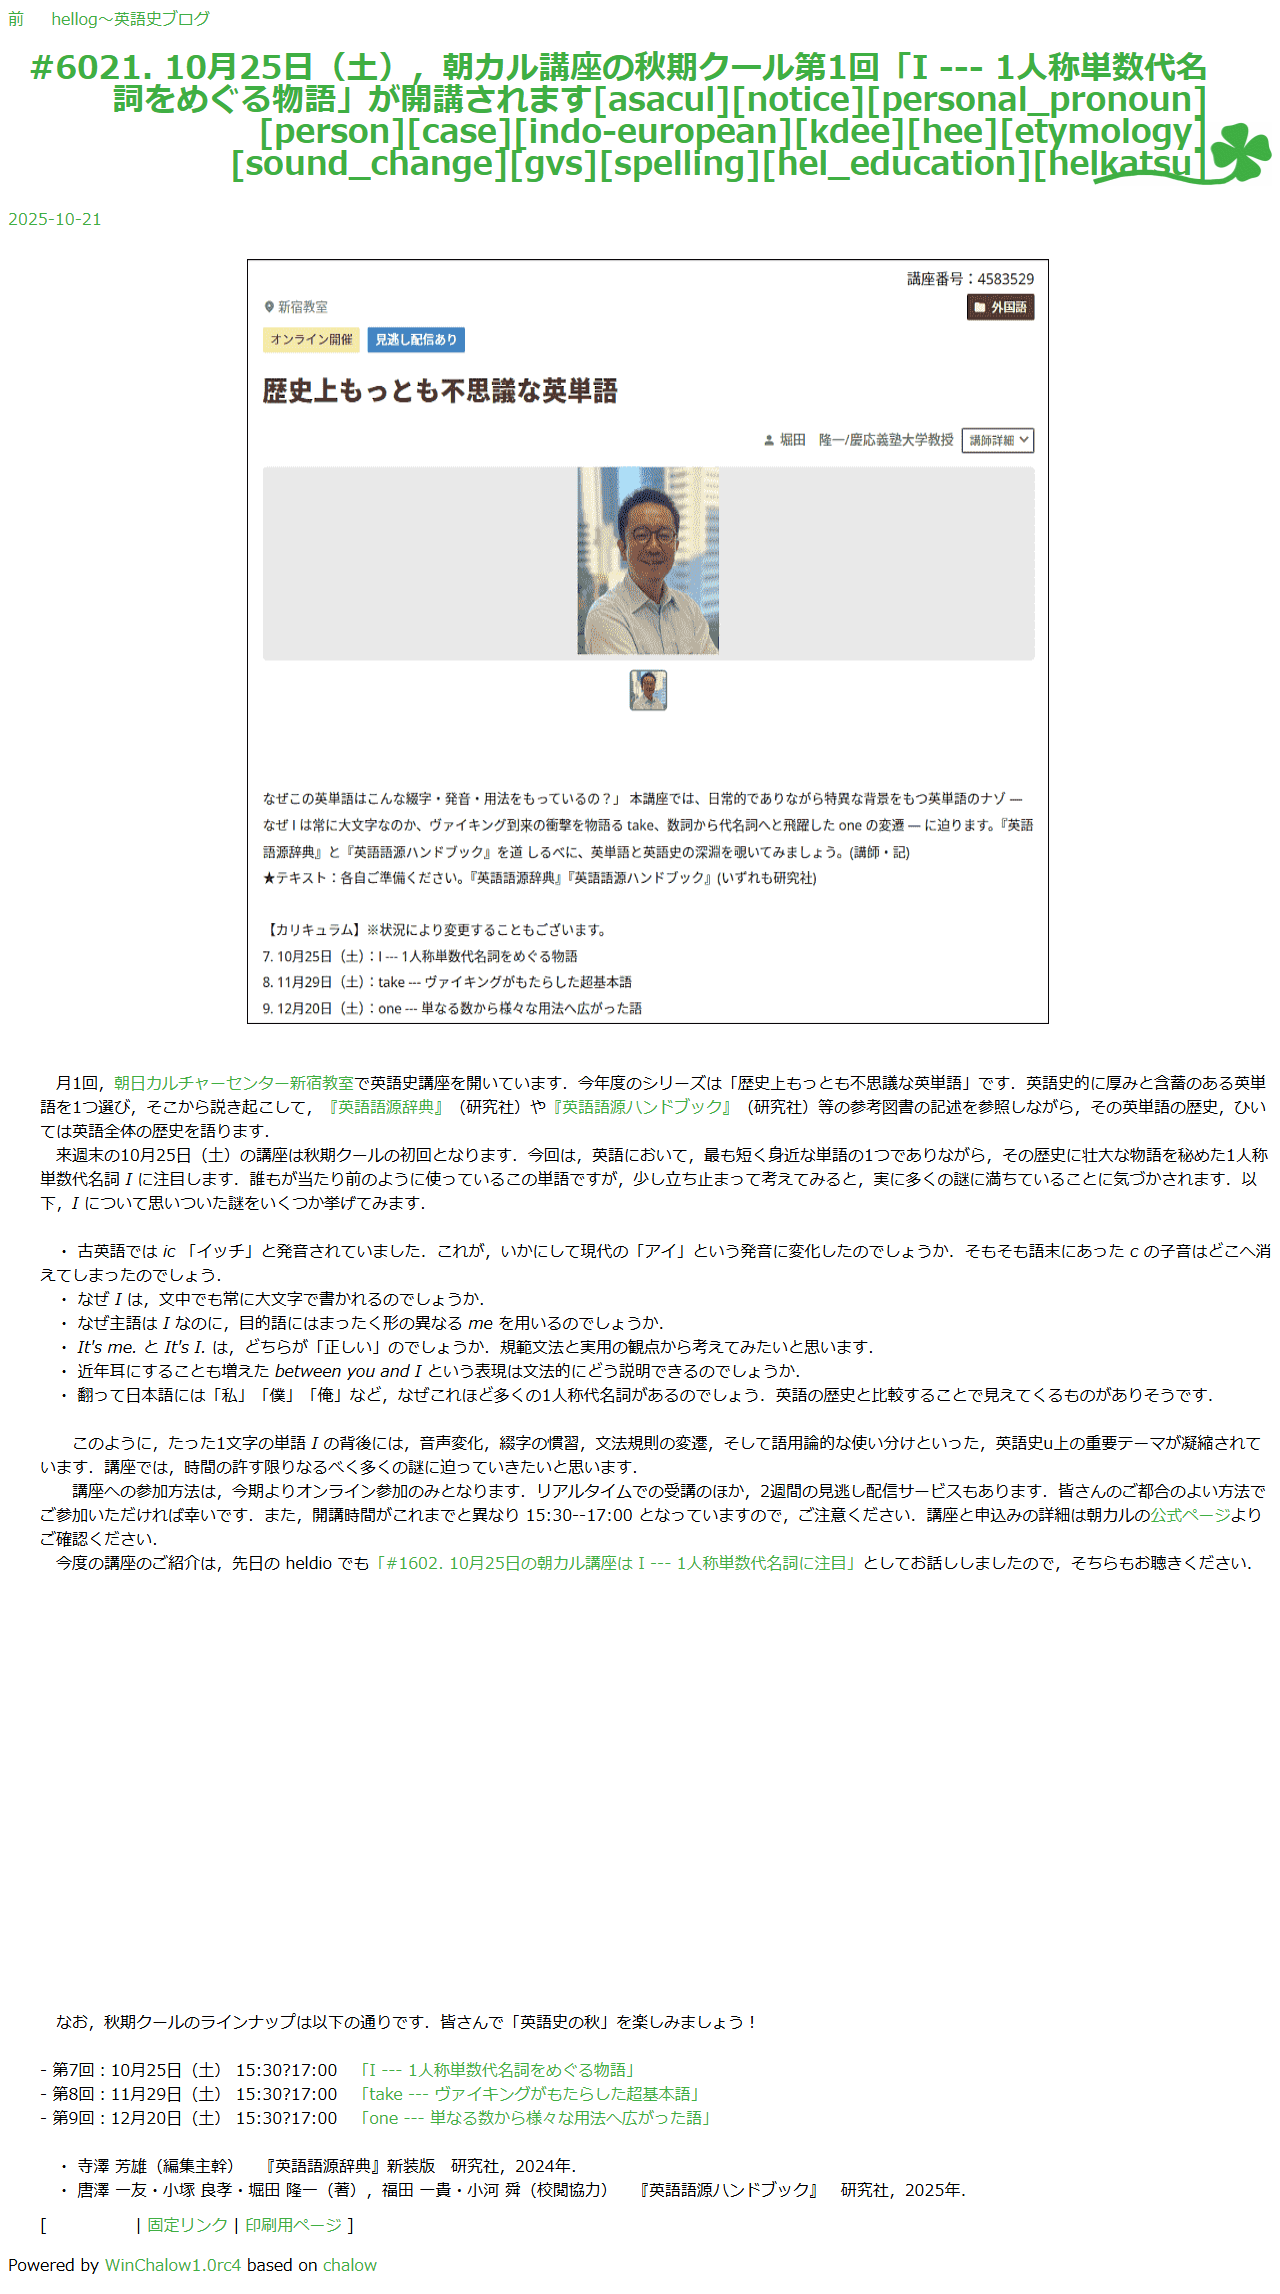 前 hellog～英語史ブログ
#6021. 10月25日（土），朝カル講座の秋期クール第1回「I --- 1人称単数代名
詞をめぐる物語」が開講されます[asacul][notice][personal_pronoun]
[person][case][indo-european][kdee][hee][etymology]
[sound_change][gvs][spelling][hel_education][helkatsu]
2025-10-21
講座番号：4583529
新宿教室
外国語
オンライン開催 見逃し配信あり
歴史上もっとも不思議な英単語
堀田　隆一/慶応義塾大学教授 講師詳細
なぜこの英単語はこんな綴字・発音・用法をもっているの？」 本講座では、日常的でありながら特異な背景をもつ英単語のナゾ —
なぜ I は常に大文字なのか、ヴァイキング到来の衝撃を物語る take、数詞から代名詞へと飛躍した one の変遷 — に迫ります。『英語
語源辞典』と『英語語源ハンドブック』を道 しるべに、英単語と英語史の深淵を覗いてみましょう。(講師・記)
★テキスト：各自ご準備ください。『英語語源辞典』『英語語源ハンドブック』(いずれも研究社)
【カリキュラム】※状況により変更することもございます。
7. 10月25日（土）：I --- 1人称単数代名詞をめぐる物語
8. 11月29日（土）：take --- ヴァイキングがもたらした超基本語
9. 12月20日（土）：one --- 単なる数から様々な用法へ広がった語
月1回，朝日カルチャーセンター新宿教室で英語史講座を開いています．今年度のシリーズは「歴史上もっとも不思議な英単語」です．英語史的に厚みと含蓄のある英単
語を1つ選び，そこから説き起こして，『英語語源辞典』（研究社）や『英語語源ハンドブック』（研究社）等の参考図書の記述を参照しながら，その英単語の歴史，ひい
ては英語全体の歴史を語ります．
来週末の10月25日（土）の講座は秋期クールの初回となります．今回は，英語において，最も短く身近な単語の1つでありながら，その歴史に壮大な物語を秘めた1人称
単数代名詞 I に注目します．誰もが当たり前のように使っているこの単語ですが，少し立ち止まって考えてみると，実に多くの謎に満ちていることに気づかされます．以
下，I について思いついた謎をいくつか挙げてみます．
・ 古英語では ic 「イッチ」と発音されていました．これが，いかにして現代の「アイ」という発音に変化したのでしょうか．そもそも語末にあった c の子音はどこへ消
えてしまったのでしょう．
・ なぜ I は，文中でも常に大文字で書かれるのでしょうか．
・ なぜ主語は I なのに，目的語にはまったく形の異なる me を用いるのでしょうか．
・ It's me. と It's I. は，どちらが「正しい」のでしょうか．規範文法と実用の観点から考えてみたいと思います．
・ 近年耳にすることも増えた between you and I という表現は文法的にどう説明できるのでしょうか．
・ 翻って日本語には「私」「僕」「俺」など，なぜこれほど多くの1人称代名詞があるのでしょう．英語の歴史と比較することで見えてくるものがありそうです．
このように，たった1文字の単語 I の背後には，音声変化，綴字の慣習，文法規則の変遷，そして語用論的な使い分けといった，英語史u上の重要テーマが凝縮されて
います．講座では，時間の許す限りなるべく多くの謎に迫っていきたいと思います．
講座への参加方法は，今期よりオンライン参加のみとなります．リアルタイムでの受講のほか，2週間の見逃し配信サービスもあります．皆さんのご都合のよい方法で
ご参加いただければ幸いです．また，開講時間がこれまでと異なり 15:30--17:00 となっていますので，ご注意ください．講座と申込みの詳細は朝カルの公式ページより
ご確認ください．
今度の講座のご紹介は，先日の heldio でも「#1602. 10月25日の朝カル講座は I --- 1人称単数代名詞に注目」としてお話ししましたので，そちらもお聴きください．
なお，秋期クールのラインナップは以下の通りです．皆さんで「英語史の秋」を楽しみましょう！
- 第7回：10月25日（土） 15:30?17:00 「I --- 1人称単数代名詞をめぐる物語」
- 第8回：11月29日（土） 15:30?17:00 「take --- ヴァイキングがもたらした超基本語」
- 第9回：12月20日（土） 15:30?17:00 「one --- 単なる数から様々な用法へ広がった語」
・ 寺澤 芳雄（編集主幹） 『英語語源辞典』新装版　研究社，2024年．
・ 唐澤 一友・小塚 良孝・堀田 隆一（著），福田 一貴・小河 舜（校閲協力） 『英語語源ハンドブック』　研究社，2025年．
[ | 固定リンク | 印刷用ページ ]
Powered by WinChalow1.0rc4 based on chalow